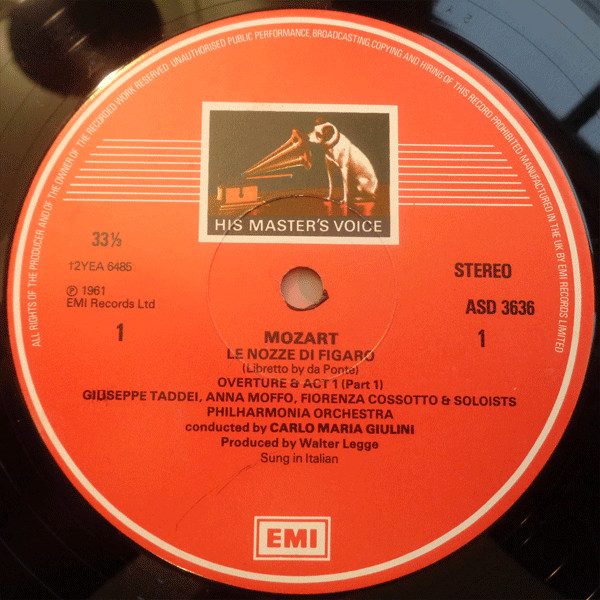 ALL RIGHTS OF THE PRODUCER AND OF THE OWNER OF THE RECORDED WORK RESERVED. UNAUTHORISED PUBLIC PERFORMANCE, BROADCASTING, COPYING AND HIRING OF THIS RECORD PROHIBITED. MANUFACTURED IN THE UK BY EMI RECORDS LIMITED
HIS MASTER'S VOICE
33⅓
STEREO
12YEA 6485
℗ 1961
EMI Records Ltd
ASD 3636
1
1
MOZART
LE NOZZE DI FIGARO
(Libretto by da Ponte)
OVERTURE & ACT 1 (Part 1)
GIUSEPPE TADDEI, ANNA MOFFO, FIORENZA COSSOTTO & SOLOISTS
PHILHARMONIA ORCHESTRA
conducted by CARLO MARIA GIULINI
Produced by Walter Legge
Sung in Italian
EMI